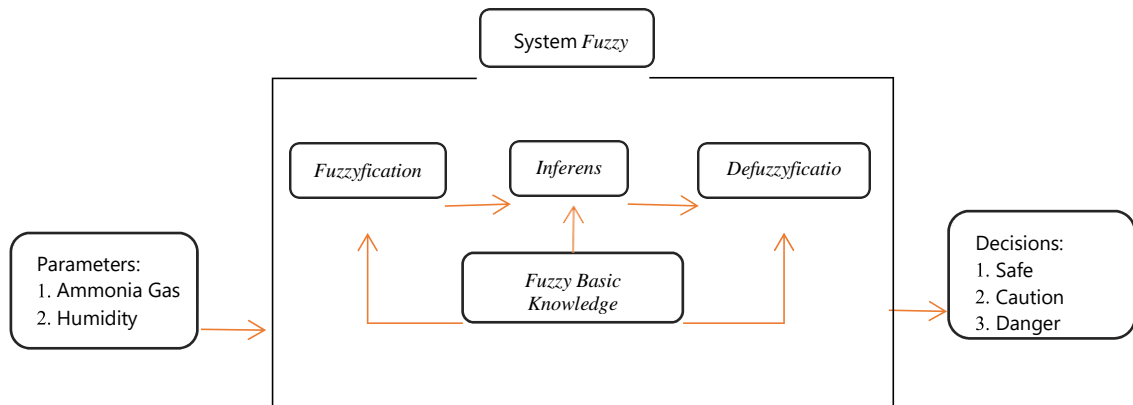 System Fuzzy
Fuzzyfication
Inferens
Defuzzyficatio
Parameters:
1. Ammonia Gas
2. Humidity
Fuzzy Basic
Knowledge
Decisions:
1. Safe
2. Caution
3. Danger